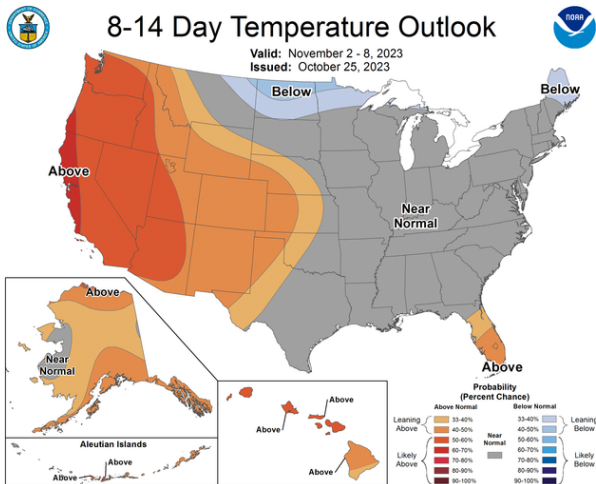 8-14 Day Temperature Outlook
Valid: November 2 - 8, 2023
Issued: October 25, 2023
NOAA
Below
Below
Above
Near
Normal
Above
Near
Normal
Above
Aleutian Islands
Above
Above
Above
Above
Above
Probability
(Percent Chance)
Above Normal
Below Normal
Leaning
Above
33-40%
40-50%
33-40%
40-50%
Leaning
Below
Likely
Above
50-60%
60-70%
70-80%
80-90%
90-100%
Near
Normal
50-60%
60-70%
70-80%
80-90%
90-100%
Likely
Below